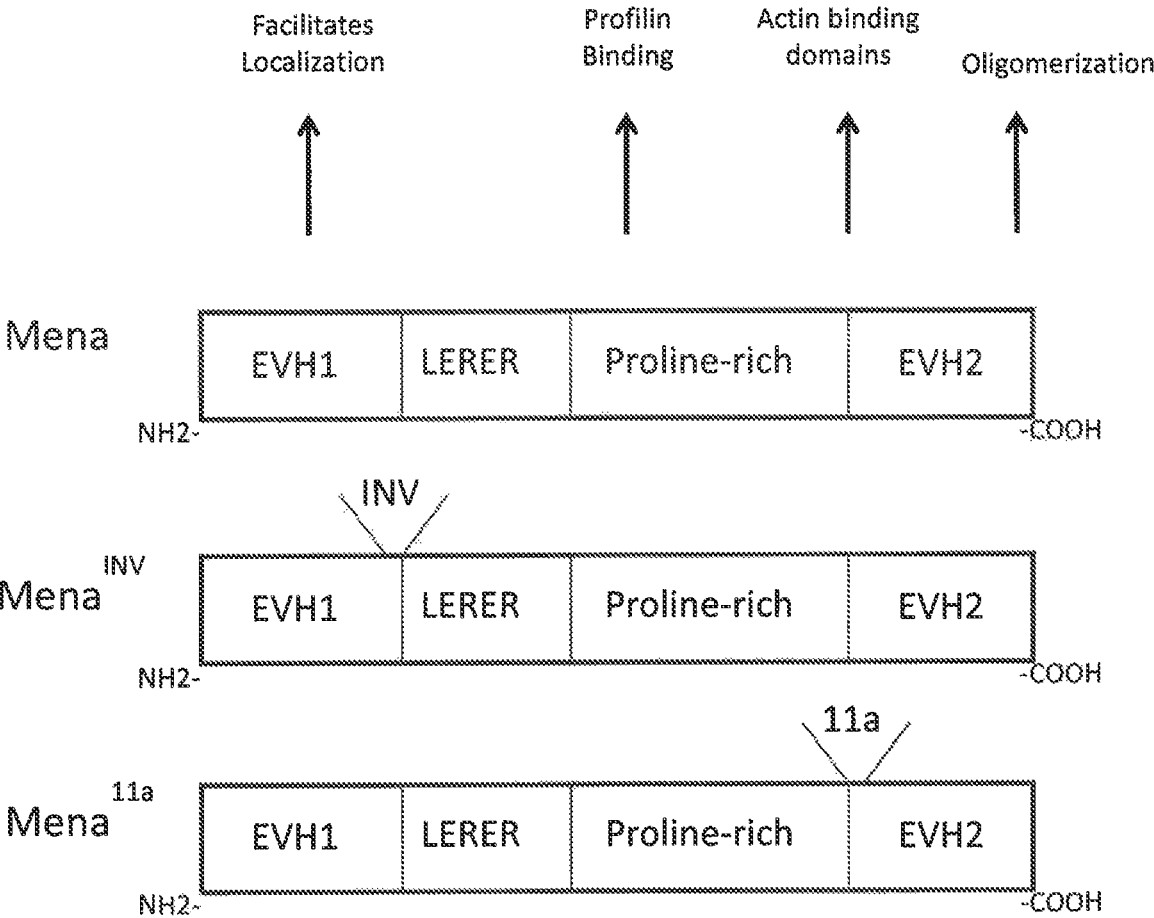 Facilitates
Localization
Profilin
Binding
Actin binding
domains
Oligomerization
Mena
EVH1 LERER Proline-rich EVH2
NH2- -COOH
INV
Mena INV
EVH1 LERER Proline-rich EVH2
NH2- -COOH
11a
Mena 11a
EVH1 LERER Proline-rich EVH2
NH2- -COOH